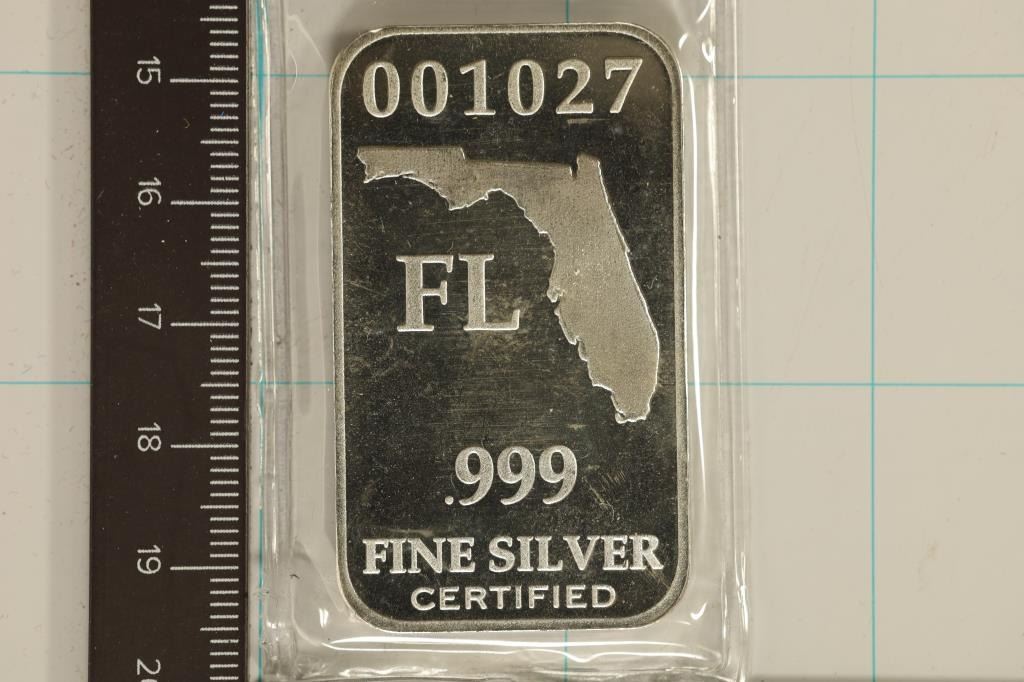 001027
FL
.999
FINE SILVER
CERTIFIED
15
16
17
18
19